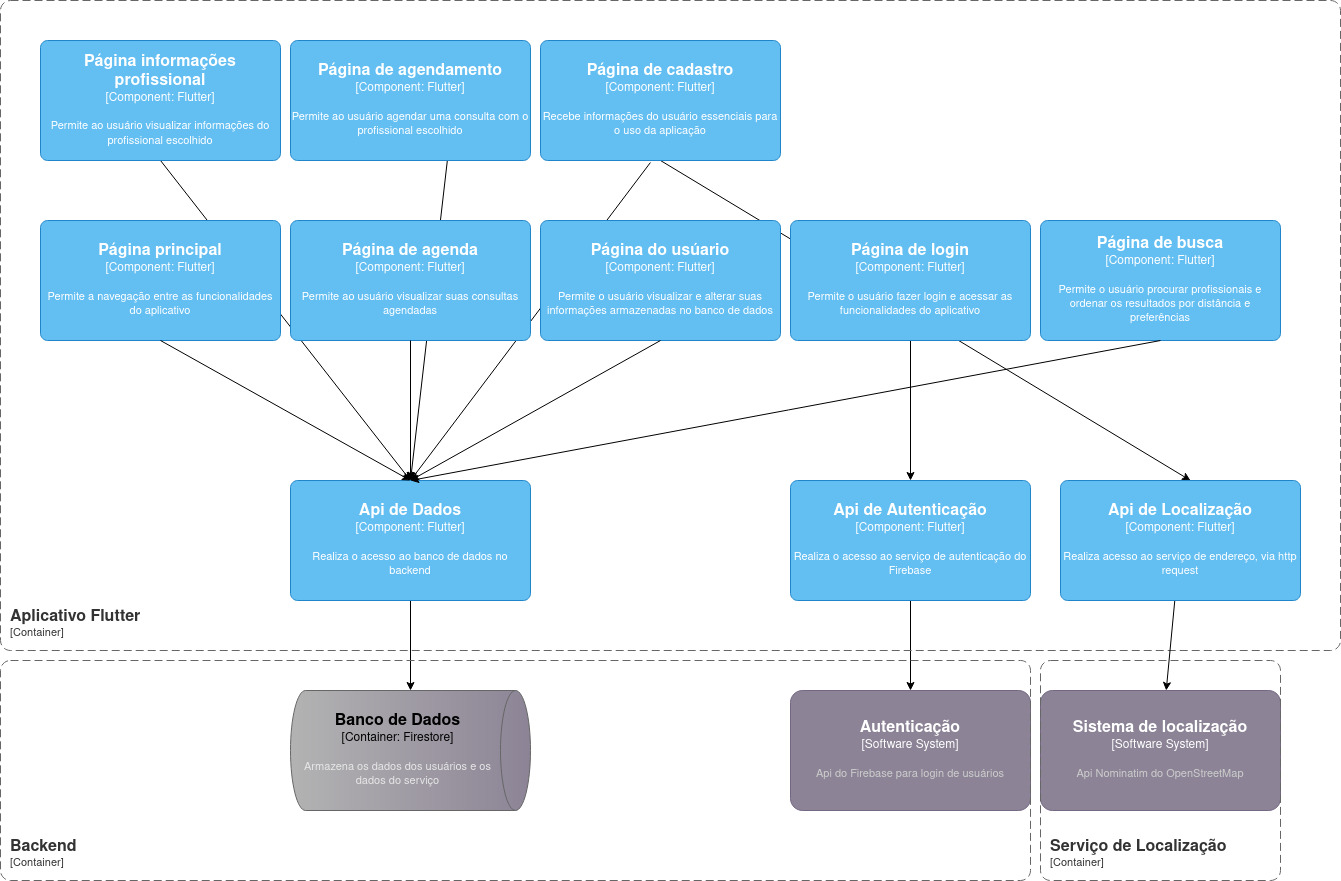 Página informações
profissional
[Component: Flutter]
Permite ao usuário visualizar informações do
profissional escolhido
Página de agendamento
[Component: Flutter]
Permite ao usuário agendar uma consulta com o
profissional escolhido
Página de cadastro
[Component: Flutter]
Recebe informações do usuário essenciais para
o uso da aplicação
Página principal
[Component: Flutter]
Permite a navegação entre as funcionalidades
do aplicativo
Página de agenda
[Component: Flutter]
Permite ao usuário visualizar suas consultas
agendadas
Página do usúario
[Component: Flutter]
Permite o usuário visualizar e alterar suas
informações armazenadas no banco de dados
Página de login
[Component: Flutter]
Permite o usuário fazer login e acessar as
funcionalidades do aplicativo
Página de busca
[Component: Flutter]
Permite o usuário procurar profissionais e
ordenar os resultados por distância e
preferências
Api de Dados
[Component: Flutter]
Realiza o acesso ao banco de dados no
backend
Api de Autenticação
[Component: Flutter]
Realiza o acesso ao serviço de autenticação do
Firebase
Api de Localização
[Component: Flutter]
Realiza acesso ao serviço de endereço, via http
request
Aplicativo Flutter
[Container]
Banco de Dados
[Container: Firestore]
Armazena os dados dos usuários e os
dados do serviço
Autenticação
[Software System]
Api do Firebase para login de usuários
Sistema de localização
[Software System]
Api Nominatim do OpenStreetMap
Backend
[Container]
Serviço de Localização
[Container]